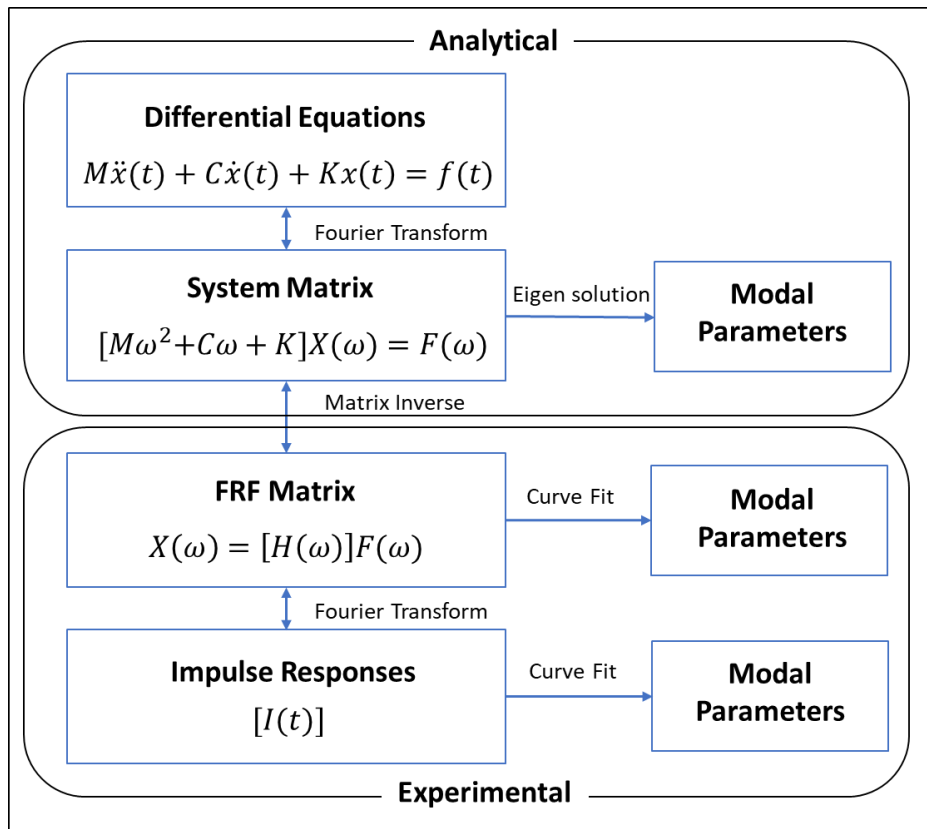 Analytical
Differential Equations
Mẍ(t) + Cẋ(t) + Kx(t) = f(t)
Fourier Transform
System Matrix
[Mω²+Cω + K]X(ω) = F(ω)
Eigen solution
Modal
Parameters
Matrix Inverse
FRF Matrix
X(ω) = [H(ω)]F(ω)
Curve Fit
Modal
Parameters
Fourier Transform
Impulse Responses
[I(t)]
Curve Fit
Modal
Parameters
Experimental